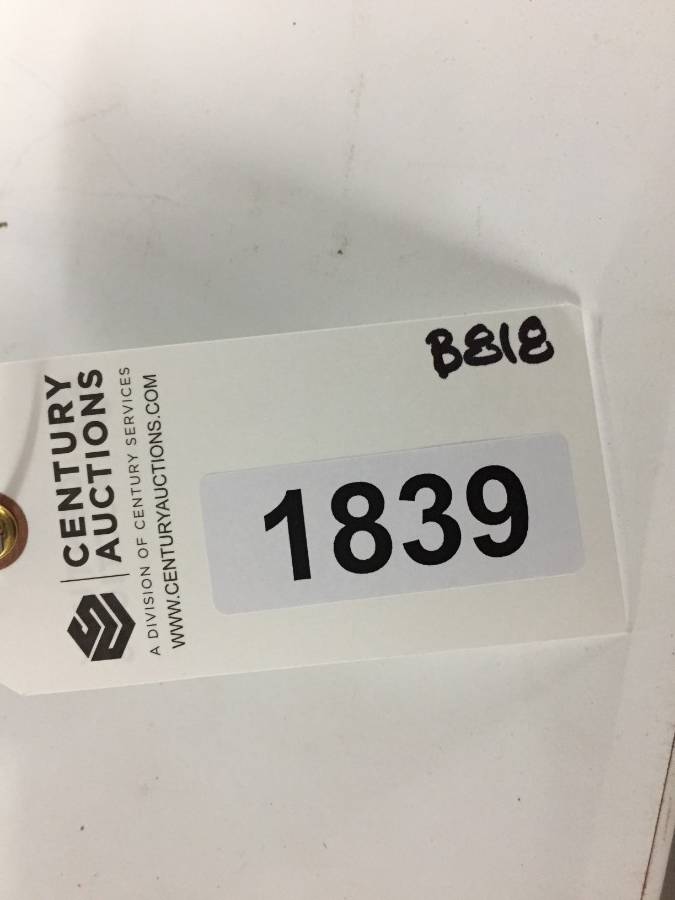 CENTURY
AUCTIONS
A DIVISION OF CENTURY SERVICES
WWW.CENTURYAUCTIONS.COM
B818
1839